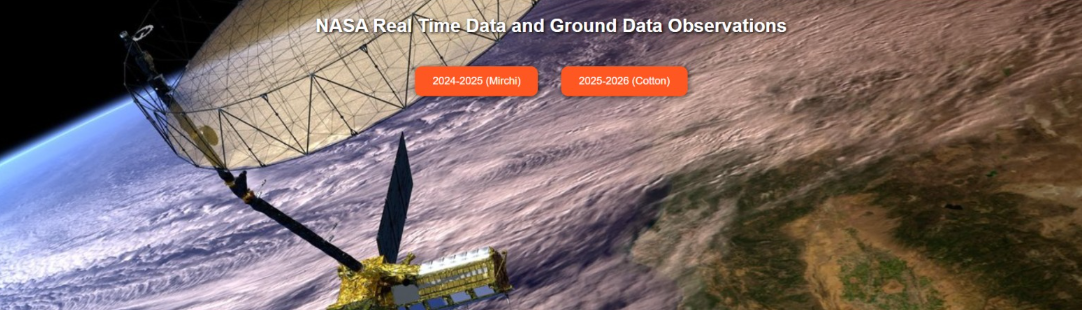 NASA Real Time Data and Ground Data Observations
2024-2025 (Mirchi)
2025-2026 (Cotton)